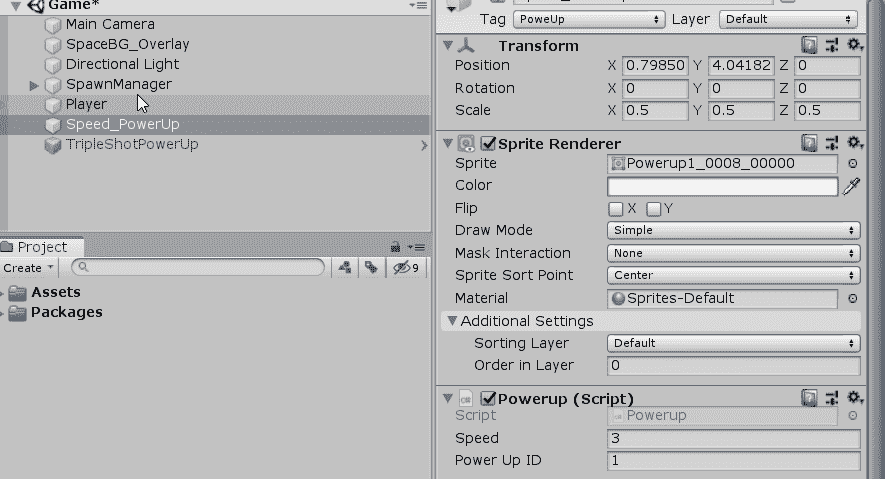 Game*
Main Camera
SpaceBG_Overlay
Directional Light
SpawnManager
Player
Speed_PowerUp
TripleShotPowerUp
Project
Create
9
Assets
Packages
Tag PoweUp Layer Default
Transform
Position X 0.79850 Y 4.04182 Z 0
Rotation X 0 Y 0 Z 0
Scale X 0.5 Y 0.5 Z 0.5
Sprite Renderer
Sprite Powerup1_0008_00000
Color
Flip X Y
Draw Mode Simple
Mask Interaction None
Sprite Sort Point Center
Material Sprites-Default
Additional Settings
Sorting Layer Default
Order in Layer 0
Powerup (Script)
Script Powerup
Speed 3
Power Up ID 1